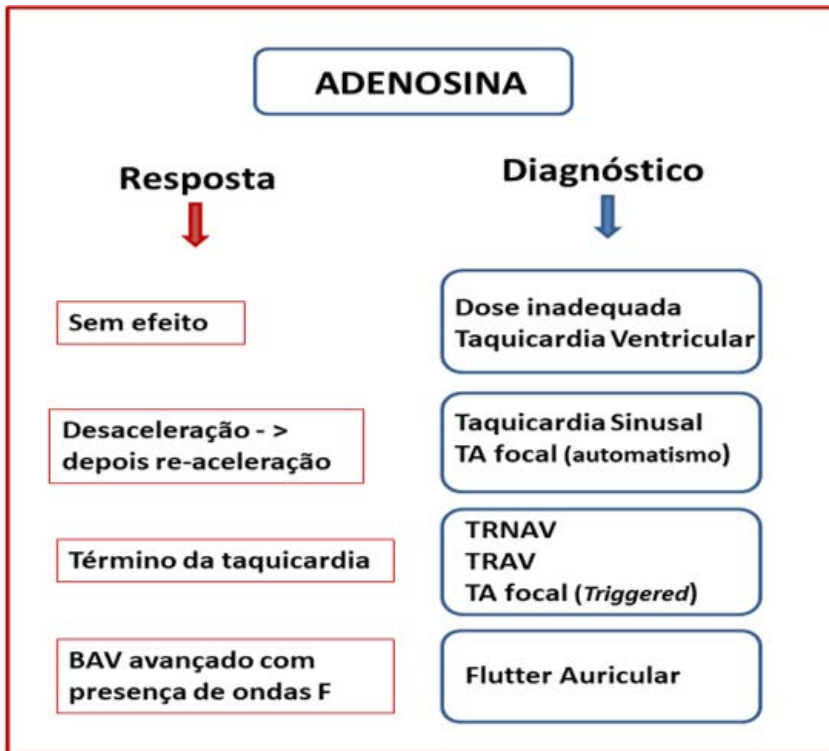 ADENOSINA
Resposta
Diagnóstico
Sem efeito
Dose inadequada
Taquicardia Ventricular
Desaceleração - >
depois re-aceleração
Taquicardia Sinusal
TA focal (automatismo)
Término da taquicardia
TRNAV
TRAV
TA focal (Triggered)
BAV avançado com
presença de ondas F
Flutter Auricular